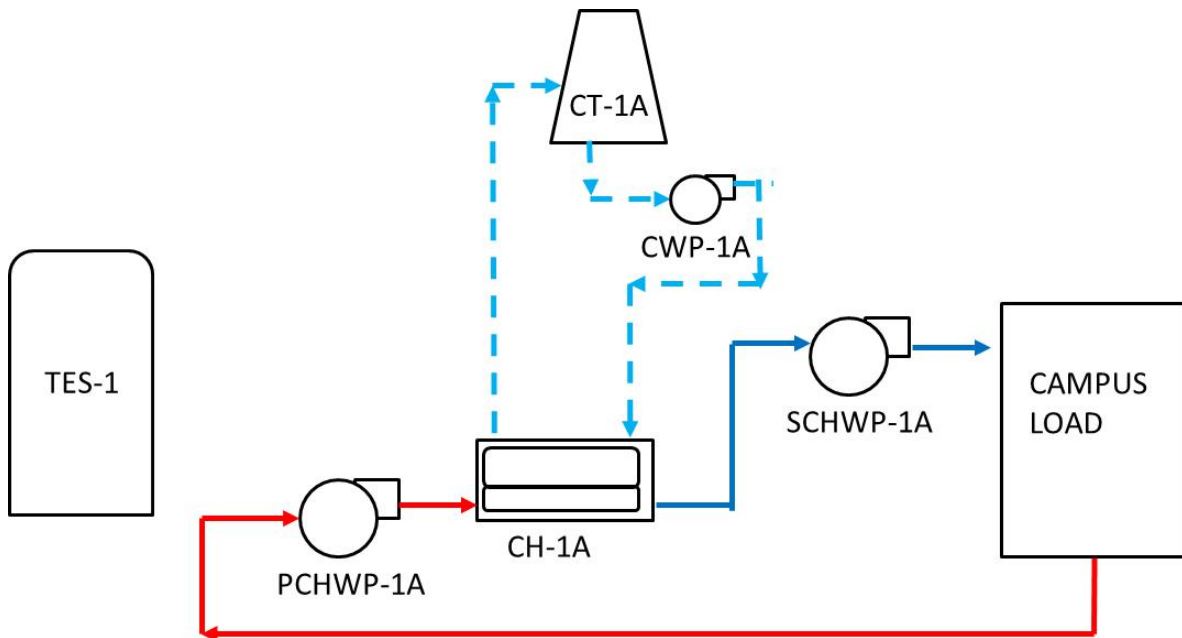 CT-1A
CWP-1A
TES-1
CAMPUS
LOAD
SCHWP-1A
CH-1A
PCHWP-1A